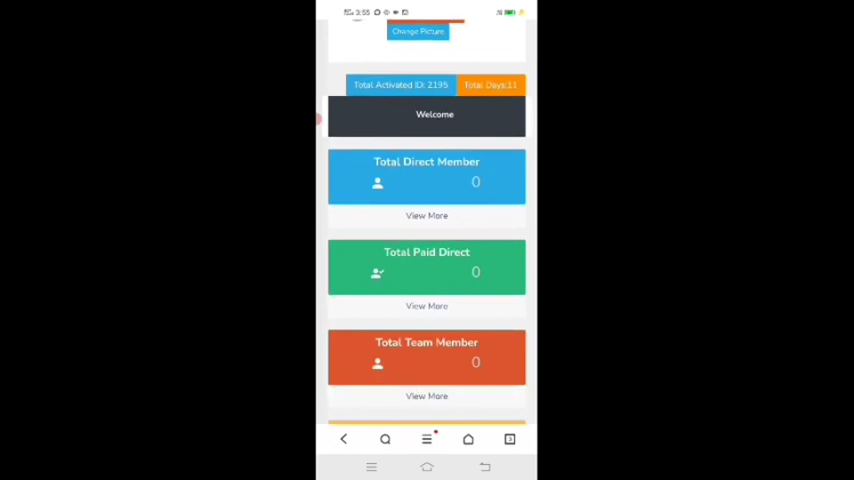 3:55
Change Picture
Total Activated ID: 2195
Total Days:11
Welcome
Total Direct Member
0
View More
Total Paid Direct
0
View More
Total Team Member
0
View More